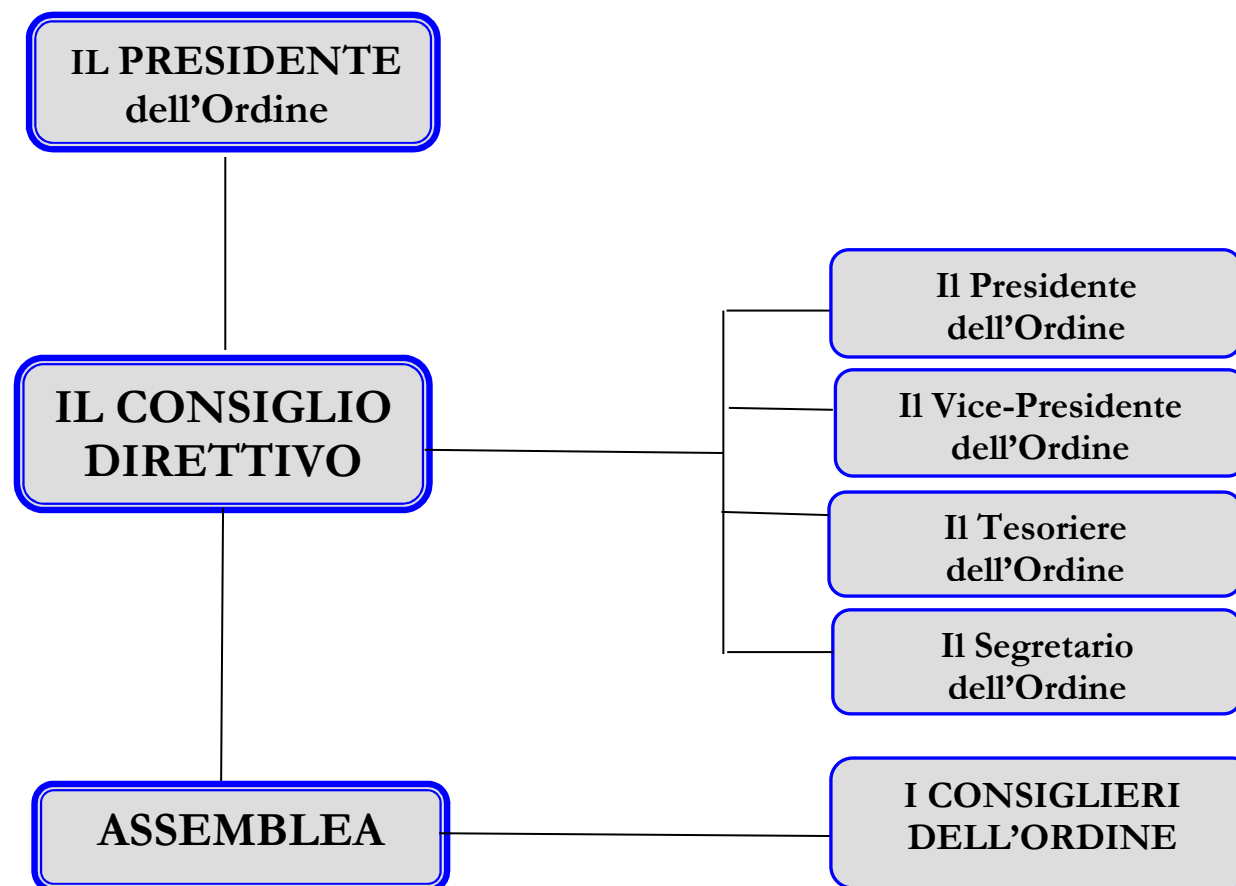 IL PRESIDENTE
dell’Ordine
Il Presidente
dell’Ordine
IL CONSIGLIO
DIRETTIVO
Il Vice-Presidente
dell’Ordine
Il Tesoriere
dell’Ordine
Il Segretario
dell’Ordine
ASSEMBLEA
I CONSIGLIERI
DELL’ORDINE